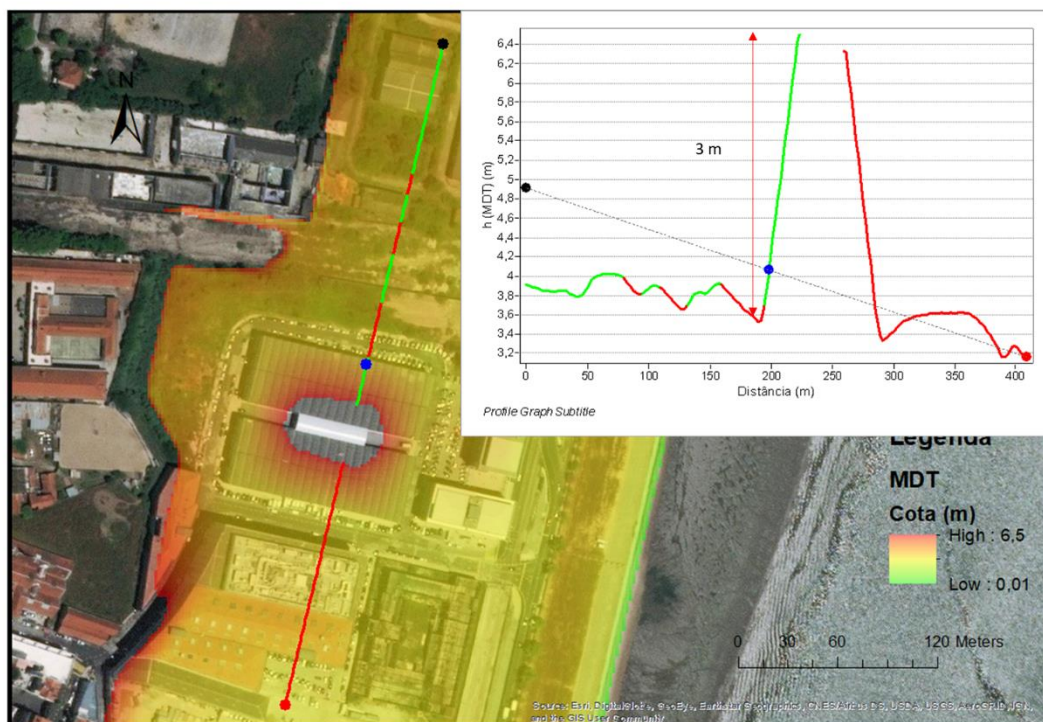 N
6,4
6,2
6
5,8
5,6
5,4
5,2
5
4,8
4,6
4,4
4,2
4
3,8
3,6
3,4
3,2
h (MDT) (m)
3 m
0 50 100 150 200 250 300 350 400
Distância (m)
Profile Graph Subtitle
Legenda
MDT
Cota (m)
High : 6,5
Low : 0,01
0 30 60 120 Meters
Source: Esri, DigitalGlobe, GeoEye, Earthstar Geographics, CNES/Airbus DS, USDA, USGS, AeroGRID, IGN,
and the GIS User Community